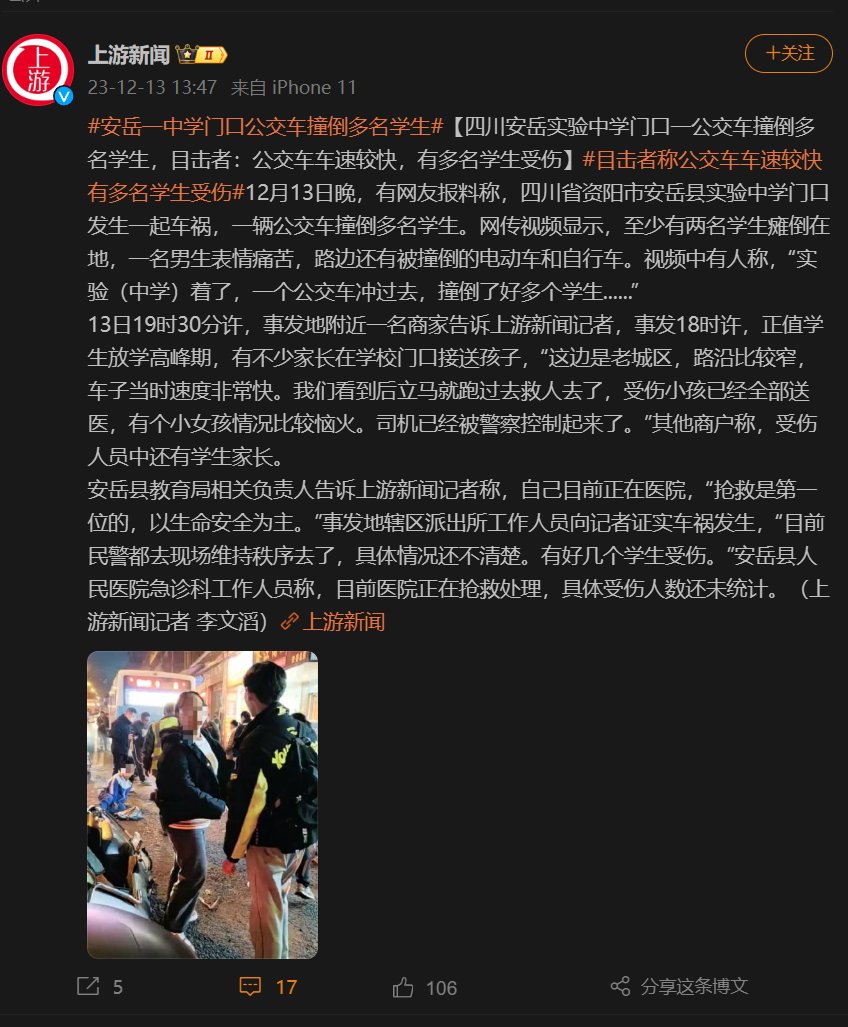 上游
上游新闻 II
+关注
23-12-13 13:47 来自 iPhone 11
#安岳一中学门口公交车撞倒多名学生#【四川安岳实验中学门口一公交车撞倒多
名学生，目击者：公交车车速较快，有多名学生受伤】#目击者称公交车车速较快
有多名学生受伤#12月13日晚，有网友报料称，四川省资阳市安岳县实验中学门口
发生一起车祸，一辆公交车撞倒多名学生。网传视频显示，至少有两名学生瘫倒在
地，一名男生表情痛苦，路边还有被撞倒的电动车和自行车。视频中有人称，“实
验（中学）着了，一个公交车冲过去，撞倒了好多个学生......”
13日19时30分许，事发地附近一名商家告诉上游新闻记者，事发18时许，正值学
生放学高峰期，有不少家长在学校门口接送孩子，“这边是老城区，路沿比较窄，
车子当时速度非常快。我们看到后立马就跑过去救人去了，受伤小孩已经全部送
医，有个小女孩情况比较恼火。司机已经被警察控制起来了。”其他商户称，受伤
人员中还有学生家长。
安岳县教育局相关负责人告诉上游新闻记者称，自己目前正在医院，“抢救是第一
位的，以生命安全为主。”事发地辖区派出所工作人员向记者证实车祸发生，“目前
民警都去现场维持秩序去了，具体情况还不清楚。有好几个学生受伤。”安岳县人
民医院急诊科工作人员称，目前医院正在抢救处理，具体受伤人数还未统计。（上
游新闻记者 李文滔）上游新闻
5 17 106 分享这条博文